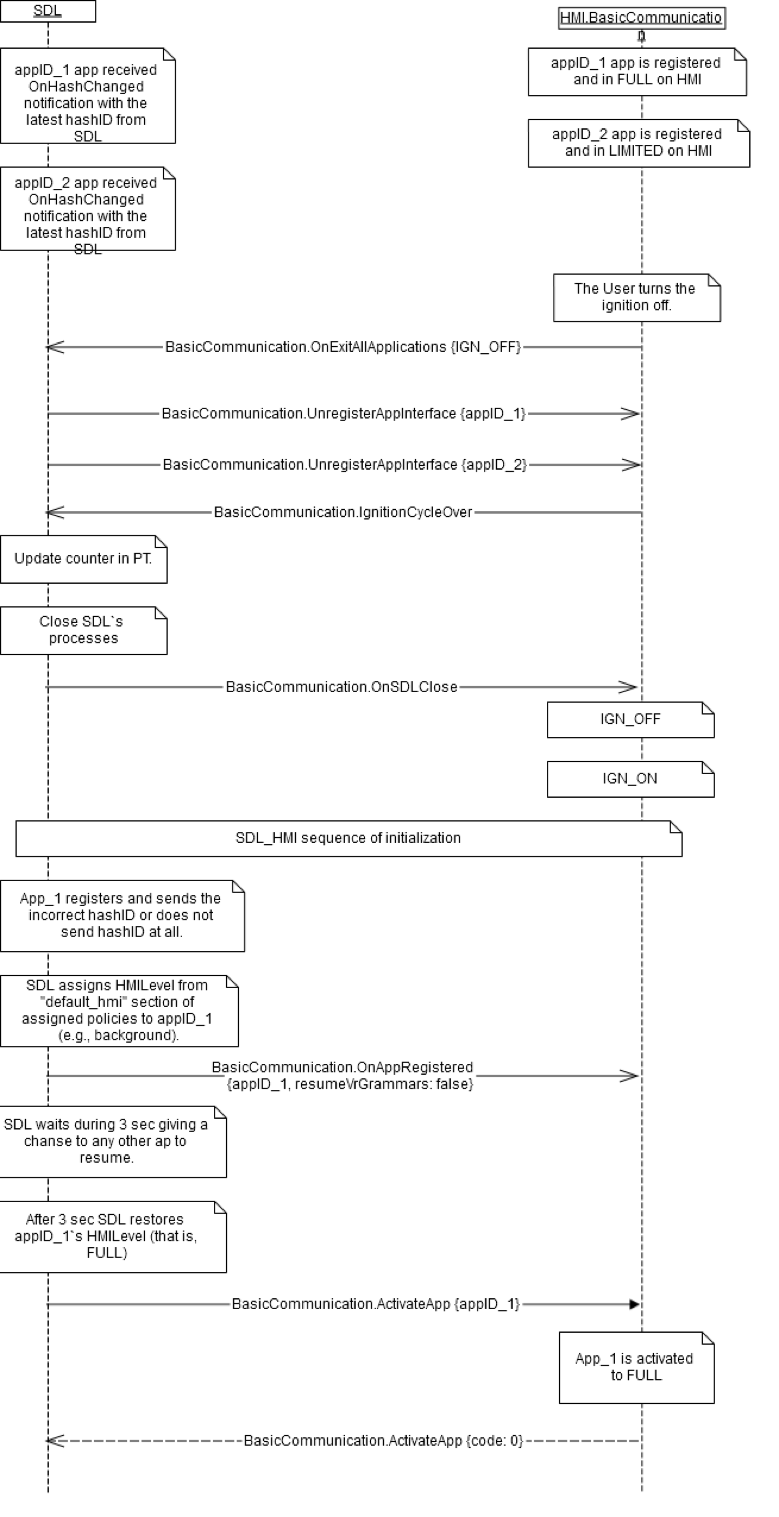 SDL
HMI.BasicCommunicatio
n
appID_1 app received
OnHashChanged
notification with the
latest hashID from
SDL
appID_1 app is registered
and in FULL on HMI
appID_2 app is registered
and in LIMITED on HMI
appID_2 app received
OnHashChanged
notification with the
latest hashID from
SDL
The User turns the
ignition off.
BasicCommunication.OnExitAllApplications {IGN_OFF}
BasicCommunication.UnregisterAppInterface {appID_1}
BasicCommunication.UnregisterAppInterface {appID_2}
BasicCommunication.IgnitionCycleOver
Update counter in PT.
Close SDL`s
processes
BasicCommunication.OnSDLClose
IGN_OFF
IGN_ON
SDL_HMI sequence of initialization
App_1 registers and sends the
incorrect hashID or does not
send hashID at all.
SDL assigns HMILevel from
"default_hmi" section of
assigned policies to appID_1
(e.g., background).
BasicCommunication.OnAppRegistered
{appID_1, resumeVrGrammars: false}
SDL waits during 3 sec giving a
chanse to any other ap to
resume.
After 3 sec SDL restores
appID_1`s HMILevel (that is,
FULL)
BasicCommunication.ActivateApp {appID_1}
App_1 is activated
to FULL
BasicCommunication.ActivateApp {code: 0}